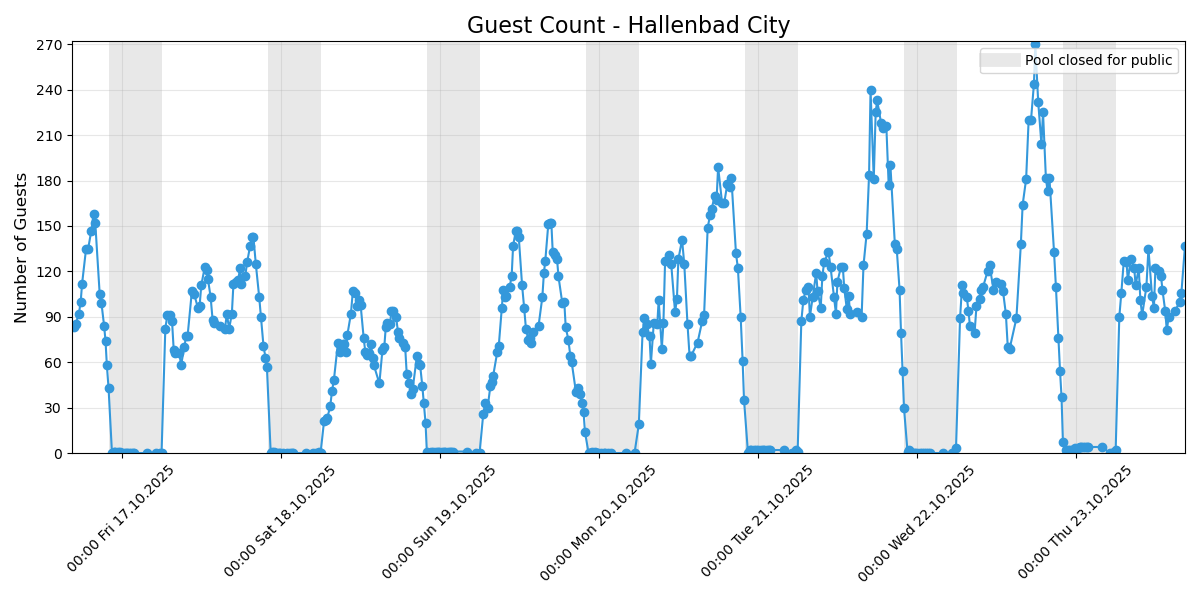 Guest Count - Hallenbad City
Pool closed for public
Number of Guests
270
240
210
180
150
120
90
60
30
0
00:00 Fri 17.10.2025
00:00 Sat 18.10.2025
00:00 Sun 19.10.2025
00:00 Mon 20.10.2025
00:00 Tue 21.10.2025
00:00 Wed 22.10.2025
00:00 Thu 23.10.2025